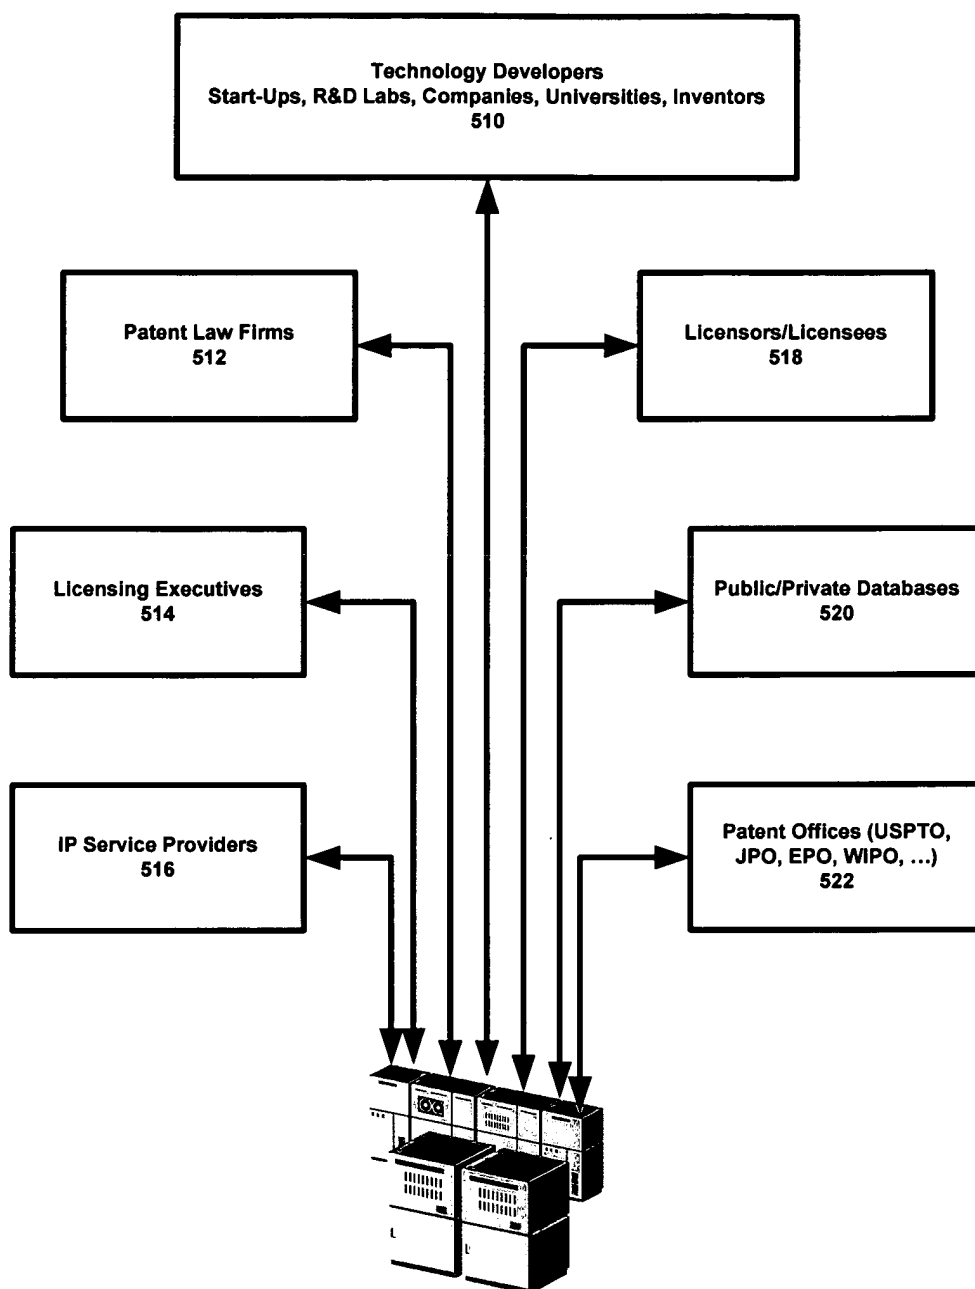 Technology Developers
Start-Ups, R&D Labs, Companies, Universities, Inventors
510
Patent Law Firms
512
Licensors/Licensees
518
Licensing Executives
514
Public/Private Databases
520
IP Service Providers
516
Patent Offices (USPTO,
JPO, EPO, WIPO, ...)
522